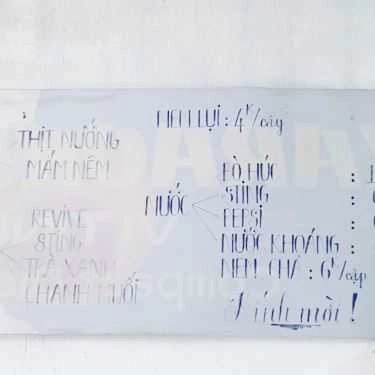 THỊT NƯỚNG
MẮM NÊM
REVIVE
STING
TRÀ XANH
CHANH MUỐI
NEM LỤI : 4K/cây
NƯỚC
BÒ HÚC :
STING :
PEPSI :
NƯỚC KHOÁNG :
NEM CHẢ : 6K/cặp
Kính mời !